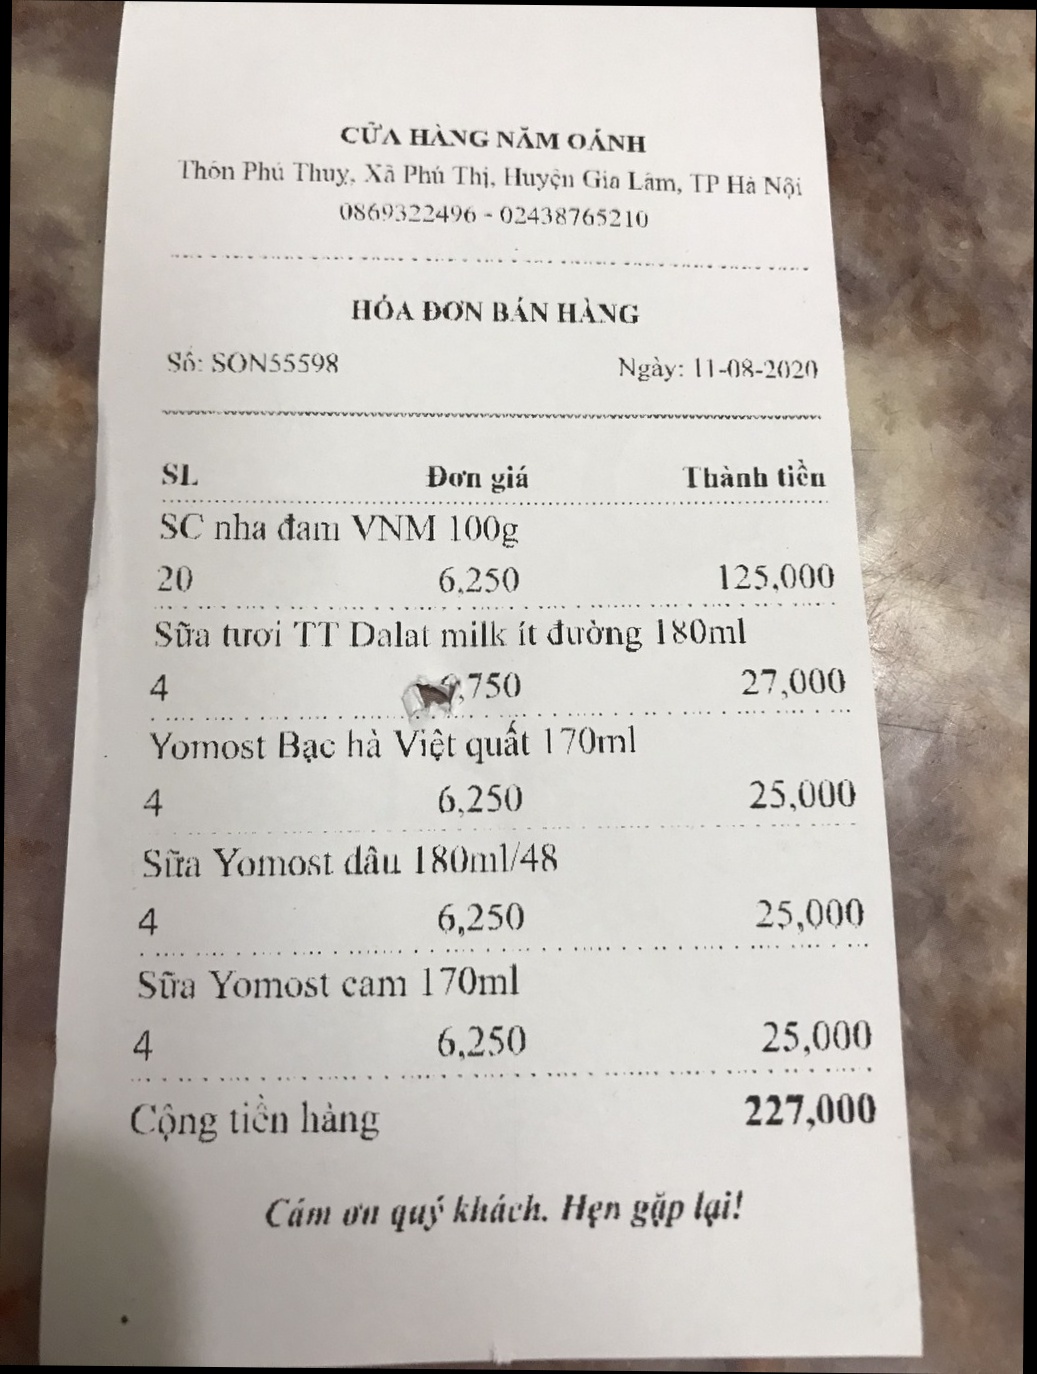 CỬA HÀNG NĂM OÁNH
Thôn Phú Thuỵ, Xã Phú Thị, Huyện Gia Lâm, TP Hà Nội
0869322496 - 02438765210
HÓA ĐƠN BÁN HÀNG
Số: SON55598 Ngày: 11-08-2020
SL Đơn giá Thành tiền
SC nha đam VNM 100g
20 6,250 125,000
Sữa tươi TT Dalat milk ít đường 180ml
4 ,750 27,000
Yomost Bạc hà Việt quất 170ml
4 6,250 25,000
Sữa Yomost dâu 180ml/48
4 6,250 25,000
Sữa Yomost cam 170ml
4 6,250 25,000
Cộng tiền hàng 227,000
Cám ơn quý khách. Hẹn gặp lại!